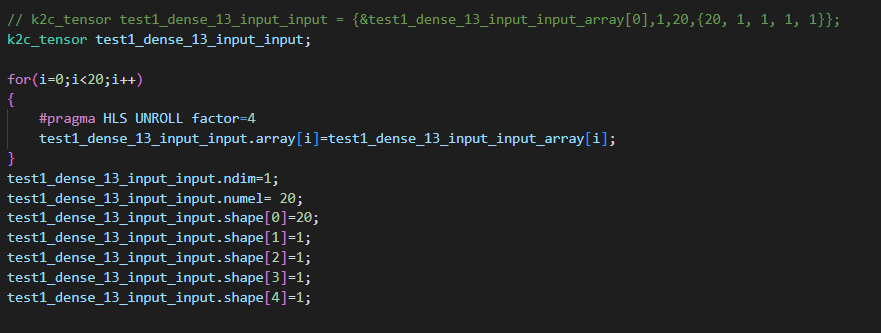 // k2c_tensor test1_dense_13_input_input = {&test1_dense_13_input_input_array[0],1,20,{20, 1, 1, 1, 1}};
k2c_tensor test1_dense_13_input_input;
for(i=0;i<20;i++)
{
#pragma HLS UNROLL factor=4
test1_dense_13_input_input.array[i]=test1_dense_13_input_input_array[i];
}
test1_dense_13_input_input.ndim=1;
test1_dense_13_input_input.numel= 20;
test1_dense_13_input_input.shape[0]=20;
test1_dense_13_input_input.shape[1]=1;
test1_dense_13_input_input.shape[2]=1;
test1_dense_13_input_input.shape[3]=1;
test1_dense_13_input_input.shape[4]=1;